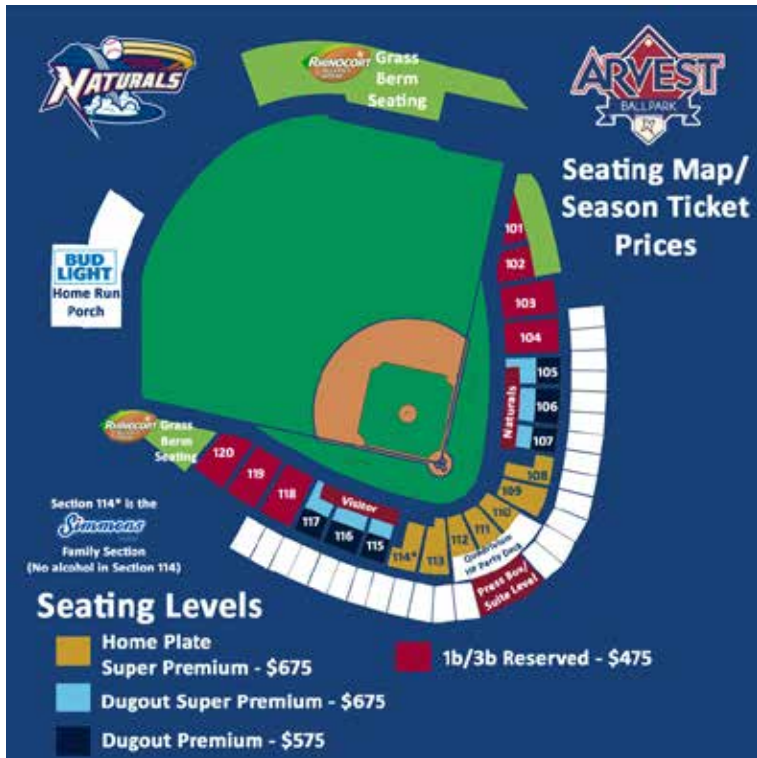 NATURALS
RHINOCORT
Grass
Berm
Seating
ARVEST
BALLPARK
Seating Map/
Season Ticket
Prices
BUD
LIGHT
Home Run
Porch
101
102
103
104
105
106
107
Naturals
108
109
110
111
112
113
114*
115
116
117
Visitor
118
119
120
RHINOCORT
Grass
Berm
Seating
Quadrivium
HP Party Deck
Press Box/
Suite Level
Section 114* is the
Simmons
Family Section
(No alcohol in Section 114)
Seating Levels
Home Plate
Super Premium - $675
Dugout Super Premium - $675
Dugout Premium - $575
1b/3b Reserved - $475